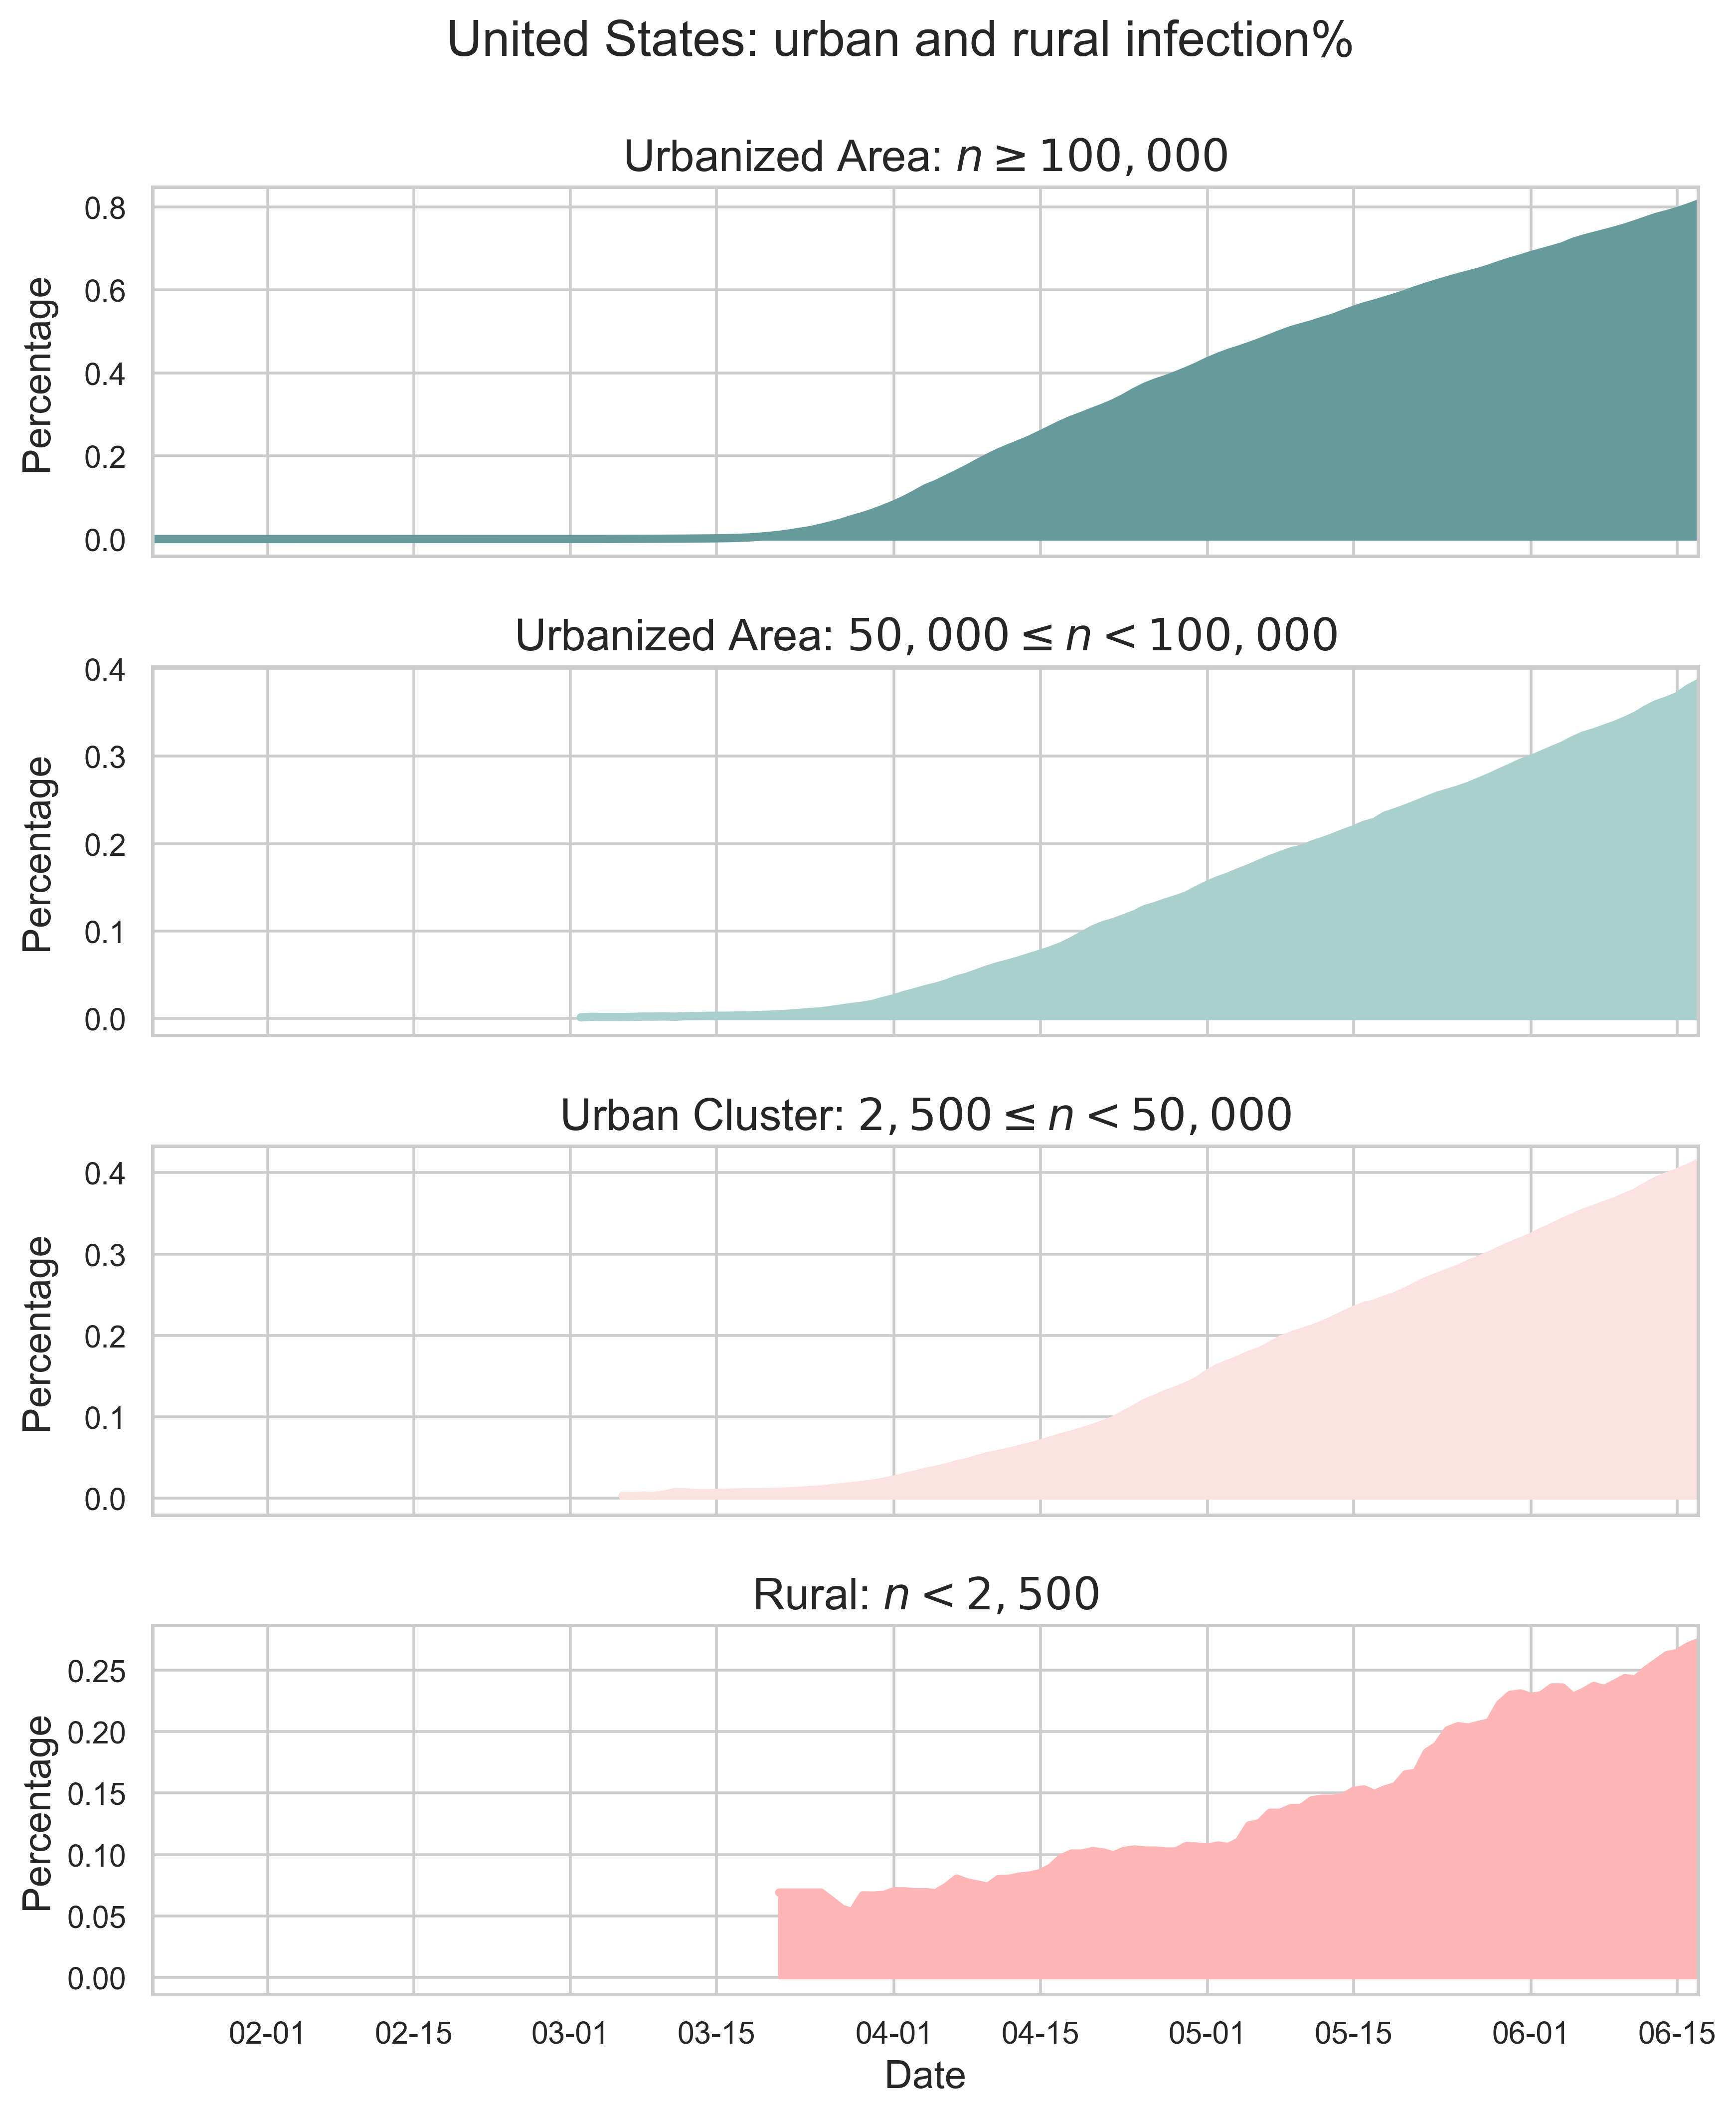 United States: urban and rural infection%
Urbanized Area: n ≥ 100, 000
Percentage
0.8
0.6
0.4
0.2
0.0
Urbanized Area: 50, 000 ≤ n < 100, 000
Percentage
0.4
0.3
0.2
0.1
0.0
Urban Cluster: 2, 500 ≤ n < 50, 000
Percentage
0.4
0.3
0.2
0.1
0.0
Rural: n < 2, 500
Percentage
0.25
0.20
0.15
0.10
0.05
0.00
02-01 02-15 03-01 03-15 04-01 04-15 05-01 05-15 06-01 06-15
Date